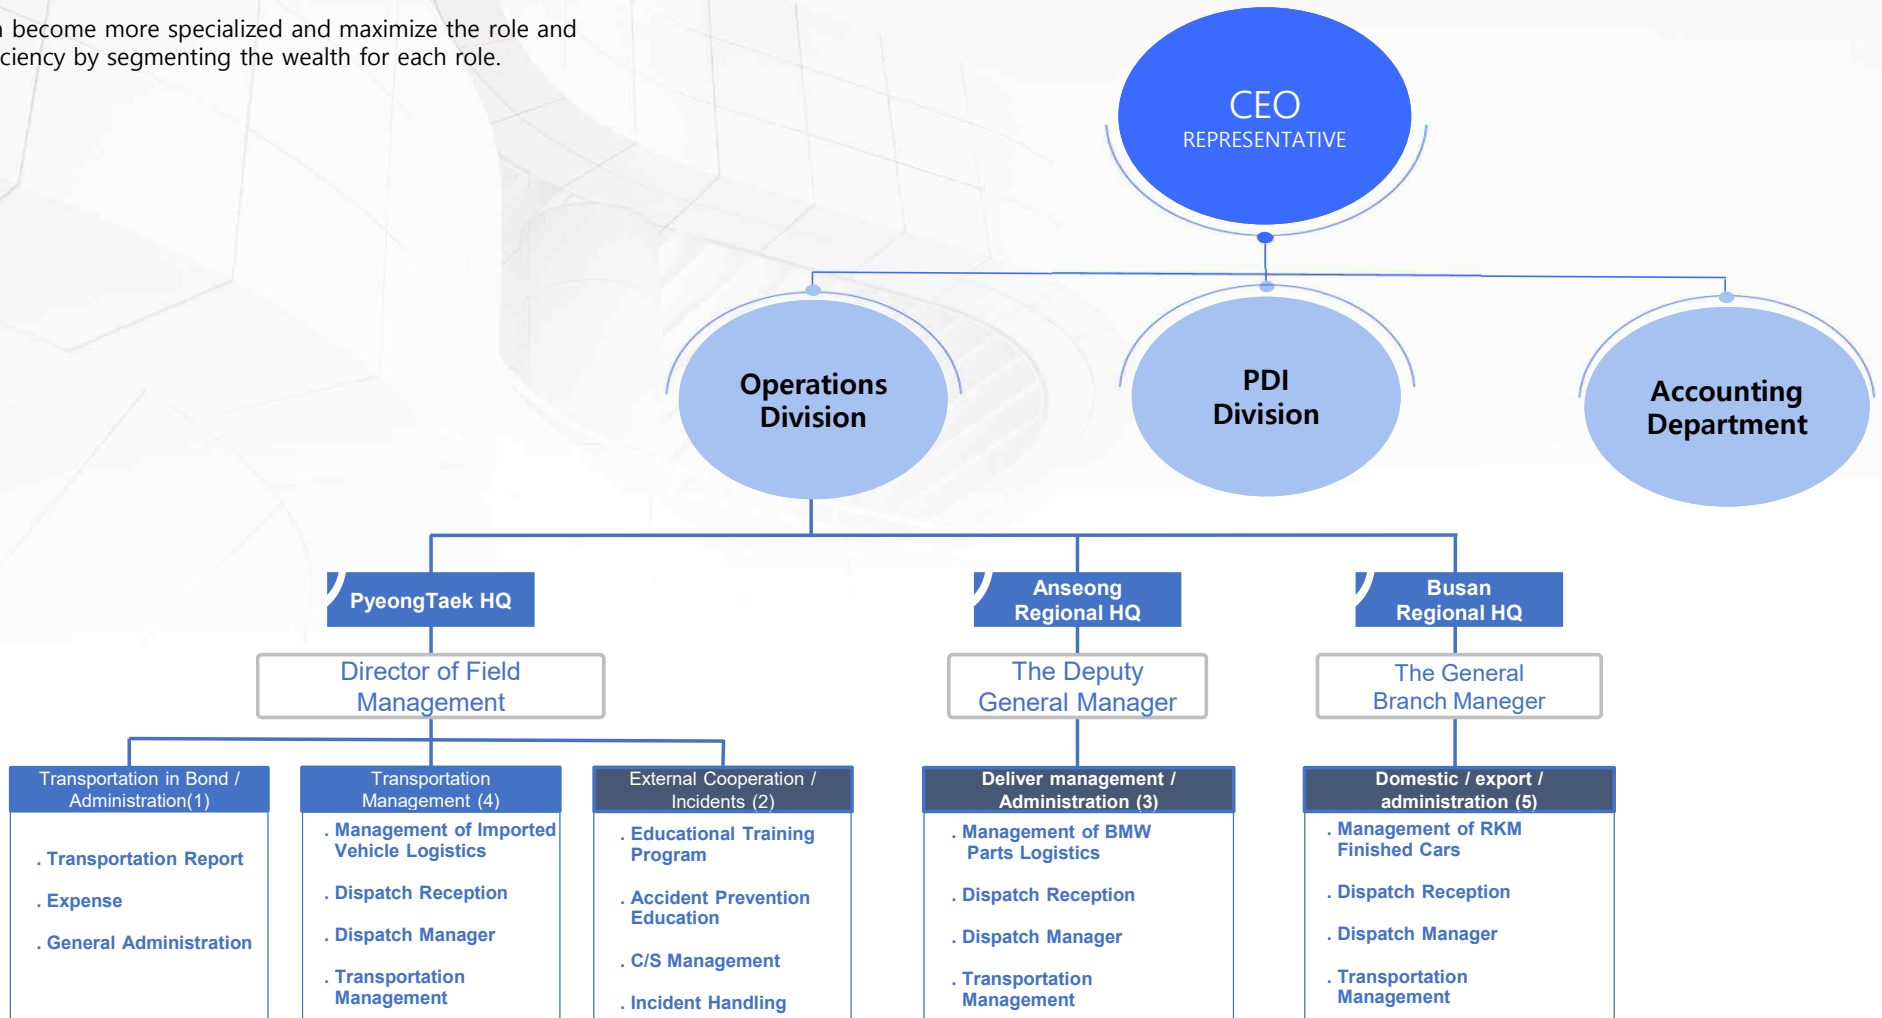 become more specialized and maximize the role and
by segmenting the wealth for each role.
CEO
REPRESENTATIVE
Operations
Division
PDI
Division
Accounting
Department
PyeongTaek HQ
Anseong
Regional HQ
Busan
Regional HQ
Director of Field
Management
The Deputy
General Manager
The General
Branch Maneger
Transportation in Bond /
Administration(1)
. Transportation Report
. Expense
. General Administration
Transportation
Management (4)
. Management of Imported
Vehicle Logistics
. Dispatch Reception
. Dispatch Manager
. Transportation
Management
External Cooperation /
Incidents (2)
. Educational Training
Program
. Accident Prevention
Education
. C/S Management
. Incident Handling
Deliver management /
Administration (3)
. Management of BMW
Parts Logistics
. Dispatch Reception
. Dispatch Manager
. Transportation
Management
Domestic / export /
administration (5)
. Management of RKM
Finished Cars
. Dispatch Reception
. Dispatch Manager
. Transportation
Management